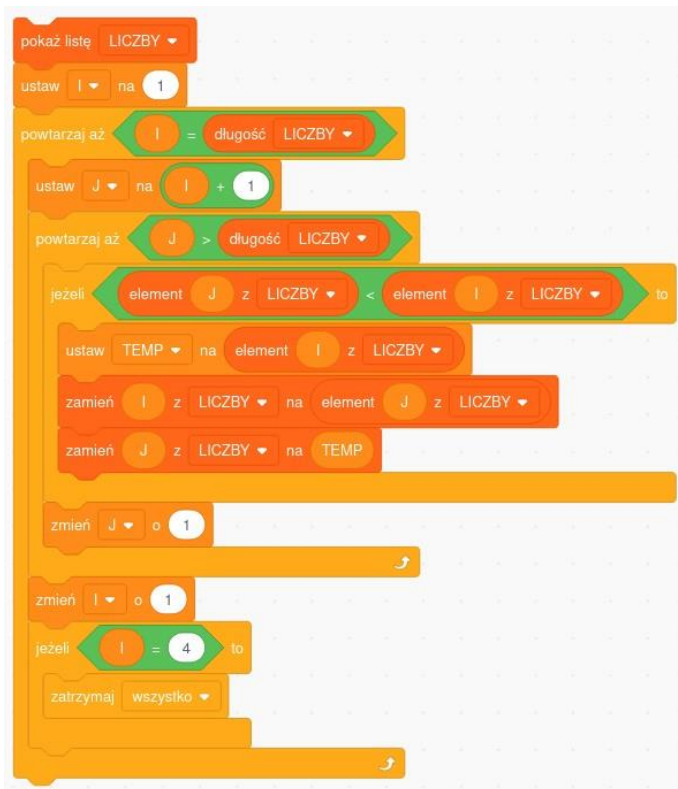 pokaż listę LICZBY
ustaw I na 1
powtarzaj aż I = długość LICZBY
ustaw J na I + 1
powtarzaj aż J > długość LICZBY
jeżeli element J z LICZBY < element I z LICZBY to
ustaw TEMP na element I z LICZBY
zamień I z LICZBY na element J z LICZBY
zamień J z LICZBY na TEMP
zmień J o 1
zmień I o 1
jeżeli I = 4 to
zatrzymaj wszystko